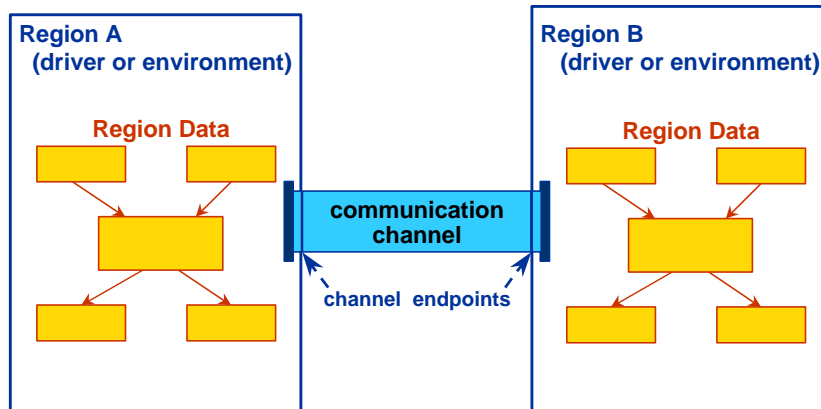 Region A
(driver or environment)
Region Data
communication
channel
channel endpoints
Region B
(driver or environment)
Region Data